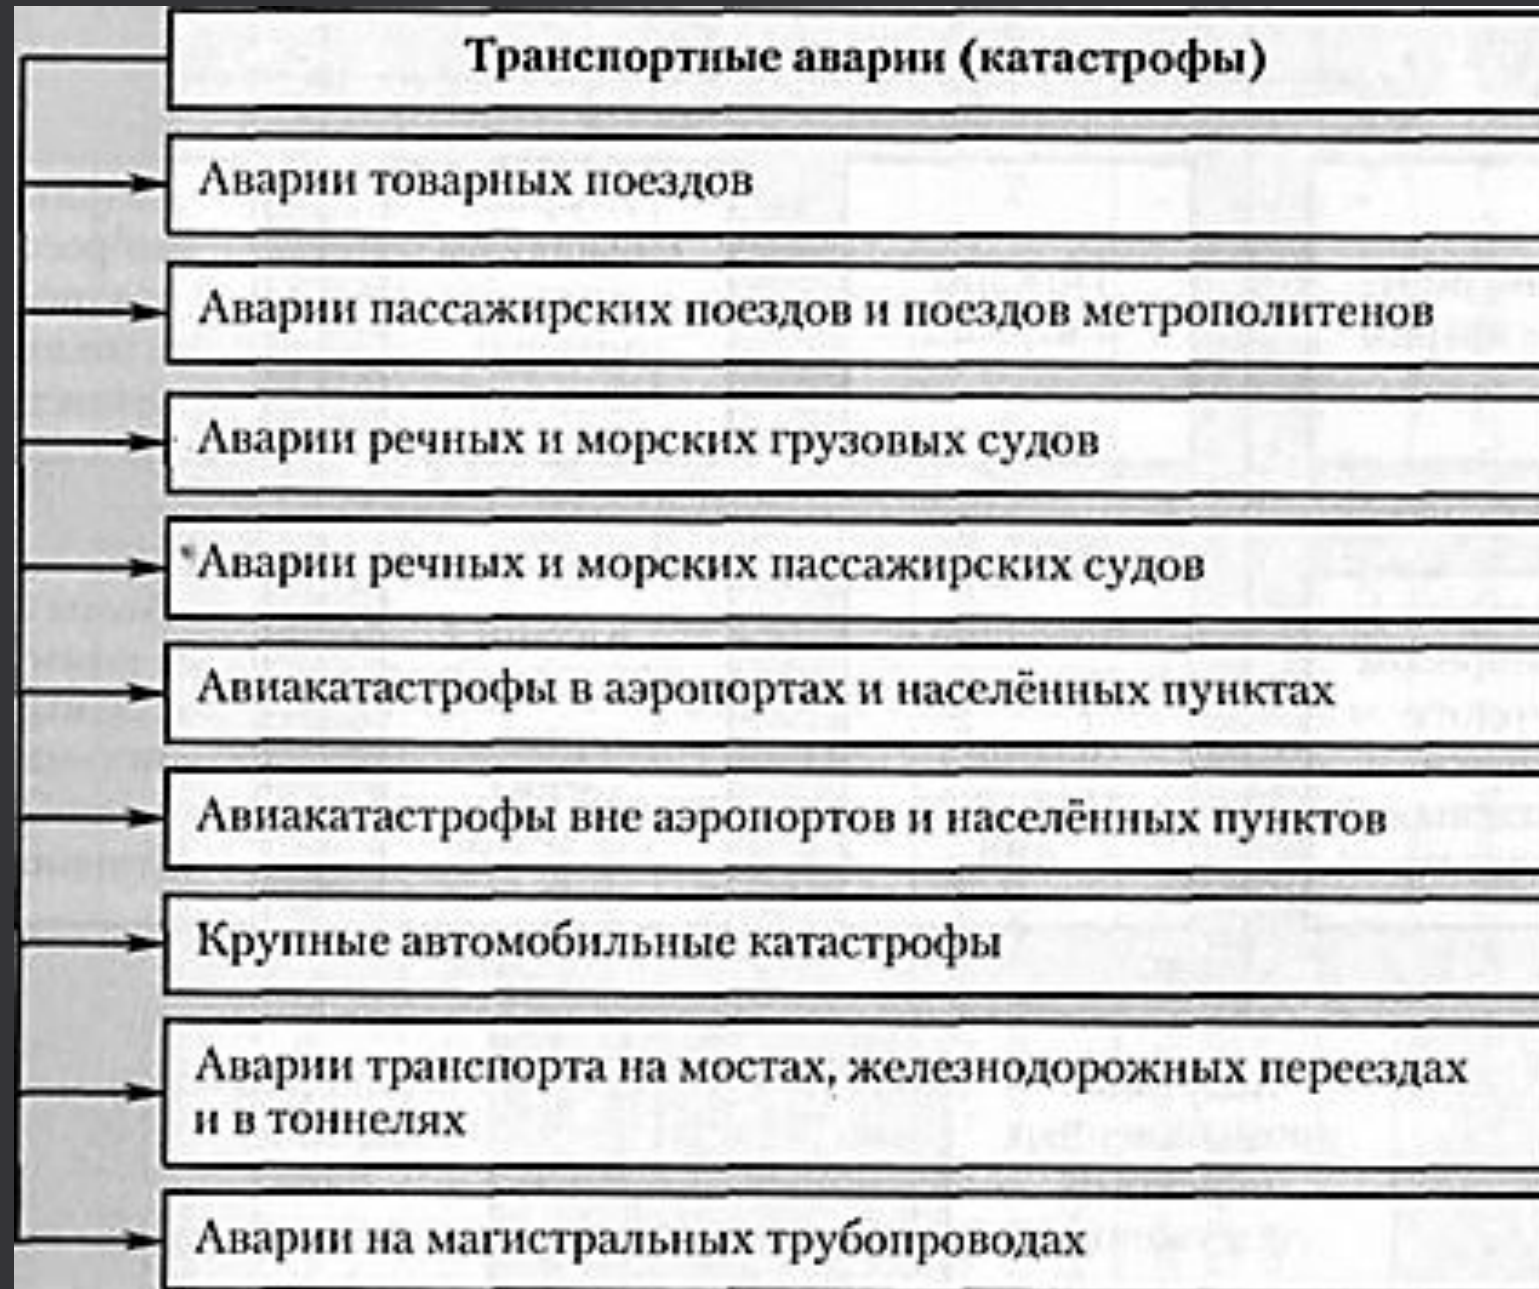 Транспортные аварии (катастрофы)
Аварии товарных поездов
Аварии пассажирских поездов и поездов метрополитенов
Аварии речных и морских грузовых судов
Аварии речных и морских пассажирских судов
Авиакатастрофы в аэропортах и населённых пунктах
Авиакатастрофы вне аэропортов и населённых пунктов
Крупные автомобильные катастрофы
Аварии транспорта на мостах, железнодорожных переездах
и в тоннелях
Аварии на магистральных трубопроводах